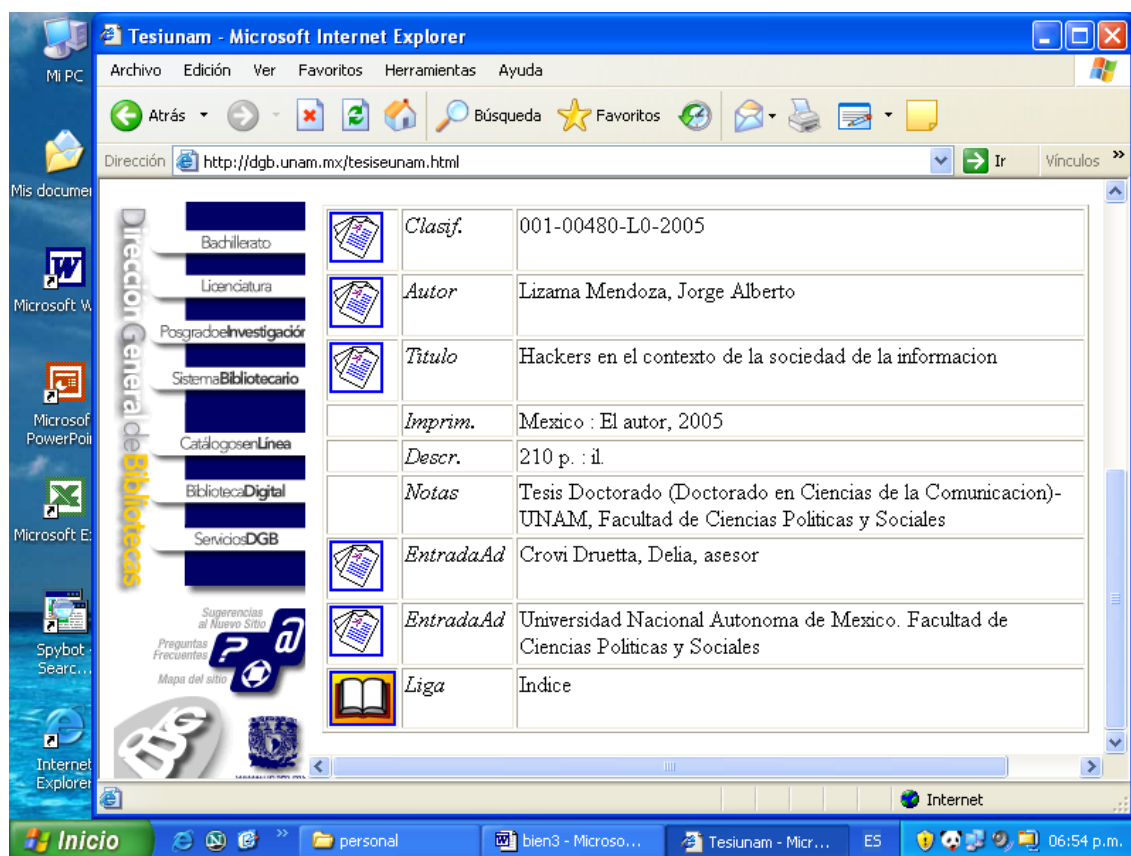 Tesiunam - Microsoft Internet Explorer
Archivo Edición Ver Favoritos Herramientas Ayuda
Atrás Búsqueda Favoritos
Dirección http://dgb.unam.mx/tesiseunam.html Ir Vínculos »
Mi PC
Mis docume
Microsoft W
Microsof
PowerPoi
Microsoft E
Spybot -
Searc...
Internet
Explorer
Dirección General de Bibliotecas
Bachillerato
Licenciatura
PosgradoeInvestigación
SistemaBibliotecario
CatálogosenLínea
BibliotecaDigital
ServiciosDGB
Sugerencias
al Nuevo Sitio
Preguntas
Frecuentes
Mapa del sitio
Clasif. 001-00480-L0-2005
Autor Lizama Mendoza, Jorge Alberto
Titulo Hackers en el contexto de la sociedad de la informacion
Imprim. Mexico : El autor, 2005
Descr. 210 p. : il.
Notas Tesis Doctorado (Doctorado en Ciencias de la Comunicacion)-
UNAM, Facultad de Ciencias Politicas y Sociales
EntradaAd Crovi Druetta, Delia, asesor
EntradaAd Universidad Nacional Autonoma de Mexico. Facultad de
Ciencias Politicas y Sociales
Liga Indice
Internet
Inicio » personal bien3 - Microso... Tesiunam - Micr... ES 06:54 p.m.